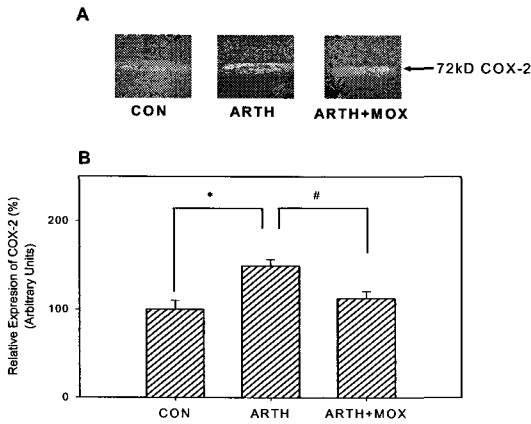 A
72kD COX-2
CON ARTH ARTH+MOX
B
Relative Expresion of COX-2 (%)
(Arbitrary Units)
200
100
0
* #
CON ARTH ARTH+MOX